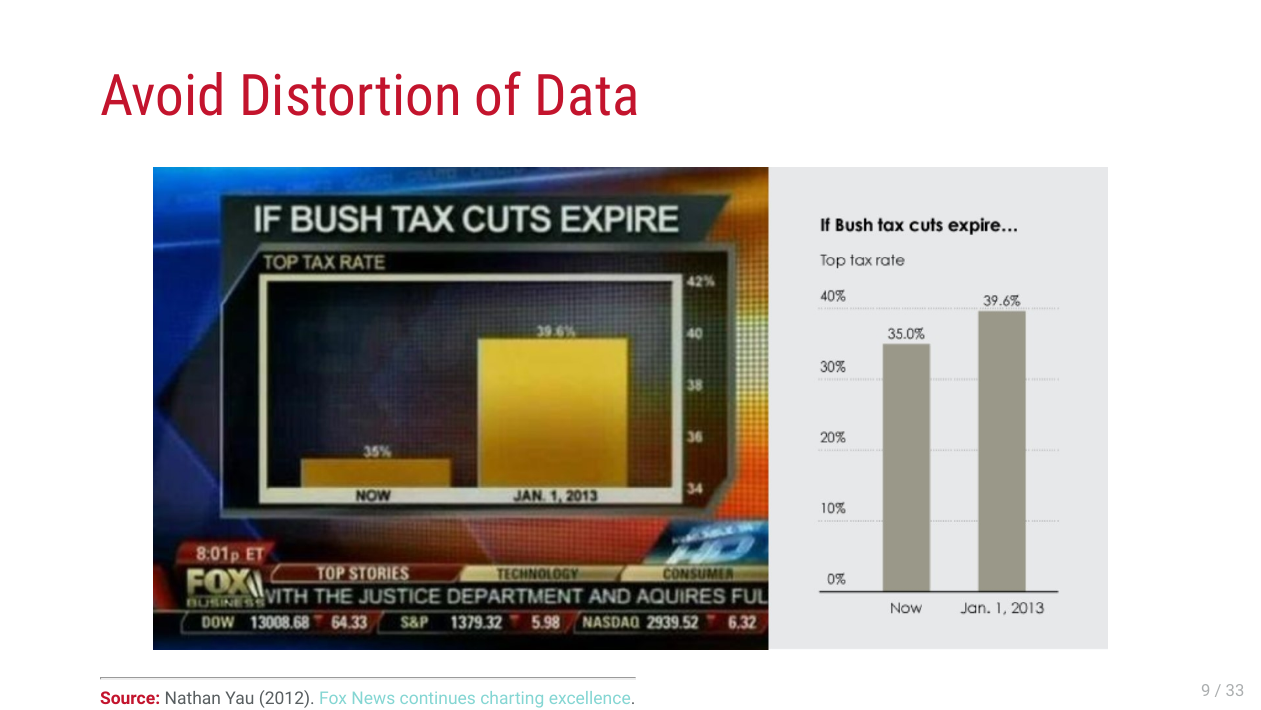 Avoid Distortion of Data
IF BUSH TAX CUTS EXPIRE
TOP TAX RATE
42%
40
38
36
34
39.6%
35%
NOW JAN. 1, 2013
8:01p ET
HD
TOP STORIES TECHNOLOGY CONSUMER
FOX
BUSINESS
WITH THE JUSTICE DEPARTMENT AND AQUIRES FUL
DOW 13008.68 64.33 S&P 1379.32 5.98 NASDAQ 2939.52 6.32
If Bush tax cuts expire...
Top tax rate
40%
39.6%
35.0%
30%
20%
10%
0%
Now Jan. 1, 2013
Source: Nathan Yau (2012). Fox News continues charting excellence.
9 / 33